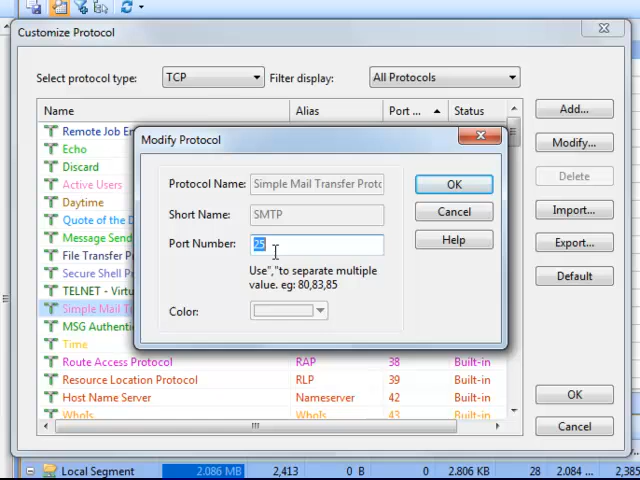 Customize Protocol
Select protocol type: TCP Filter display: All Protocols
Name Alias Port ... Status
Remote Job En
Echo
Discard
Active Users
Daytime
Quote of the D
Message Send
File Transfer P
Secure Shell P
TELNET - Virtu
Simple Mail Tr
MSG Authenti
Time
Route Access Protocol RAP 38 Built-in
Resource Location Protocol RLP 39 Built-in
Host Name Server Nameserver 42 Built-in
WhoIs WhoIs 43 Built-in
Add...
Modify...
Delete
Import...
Export...
Default
OK
Cancel
Modify Protocol
Protocol Name: Simple Mail Transfer Proto
Short Name: SMTP
Port Number: 25
Use"," to separate multiple
value. eg: 80,83,85
Color:
OK
Cancel
Help
Local Segment 2.086 MB 2,413 0 B 0 2.806 KB 28 2.084 ... 2,385